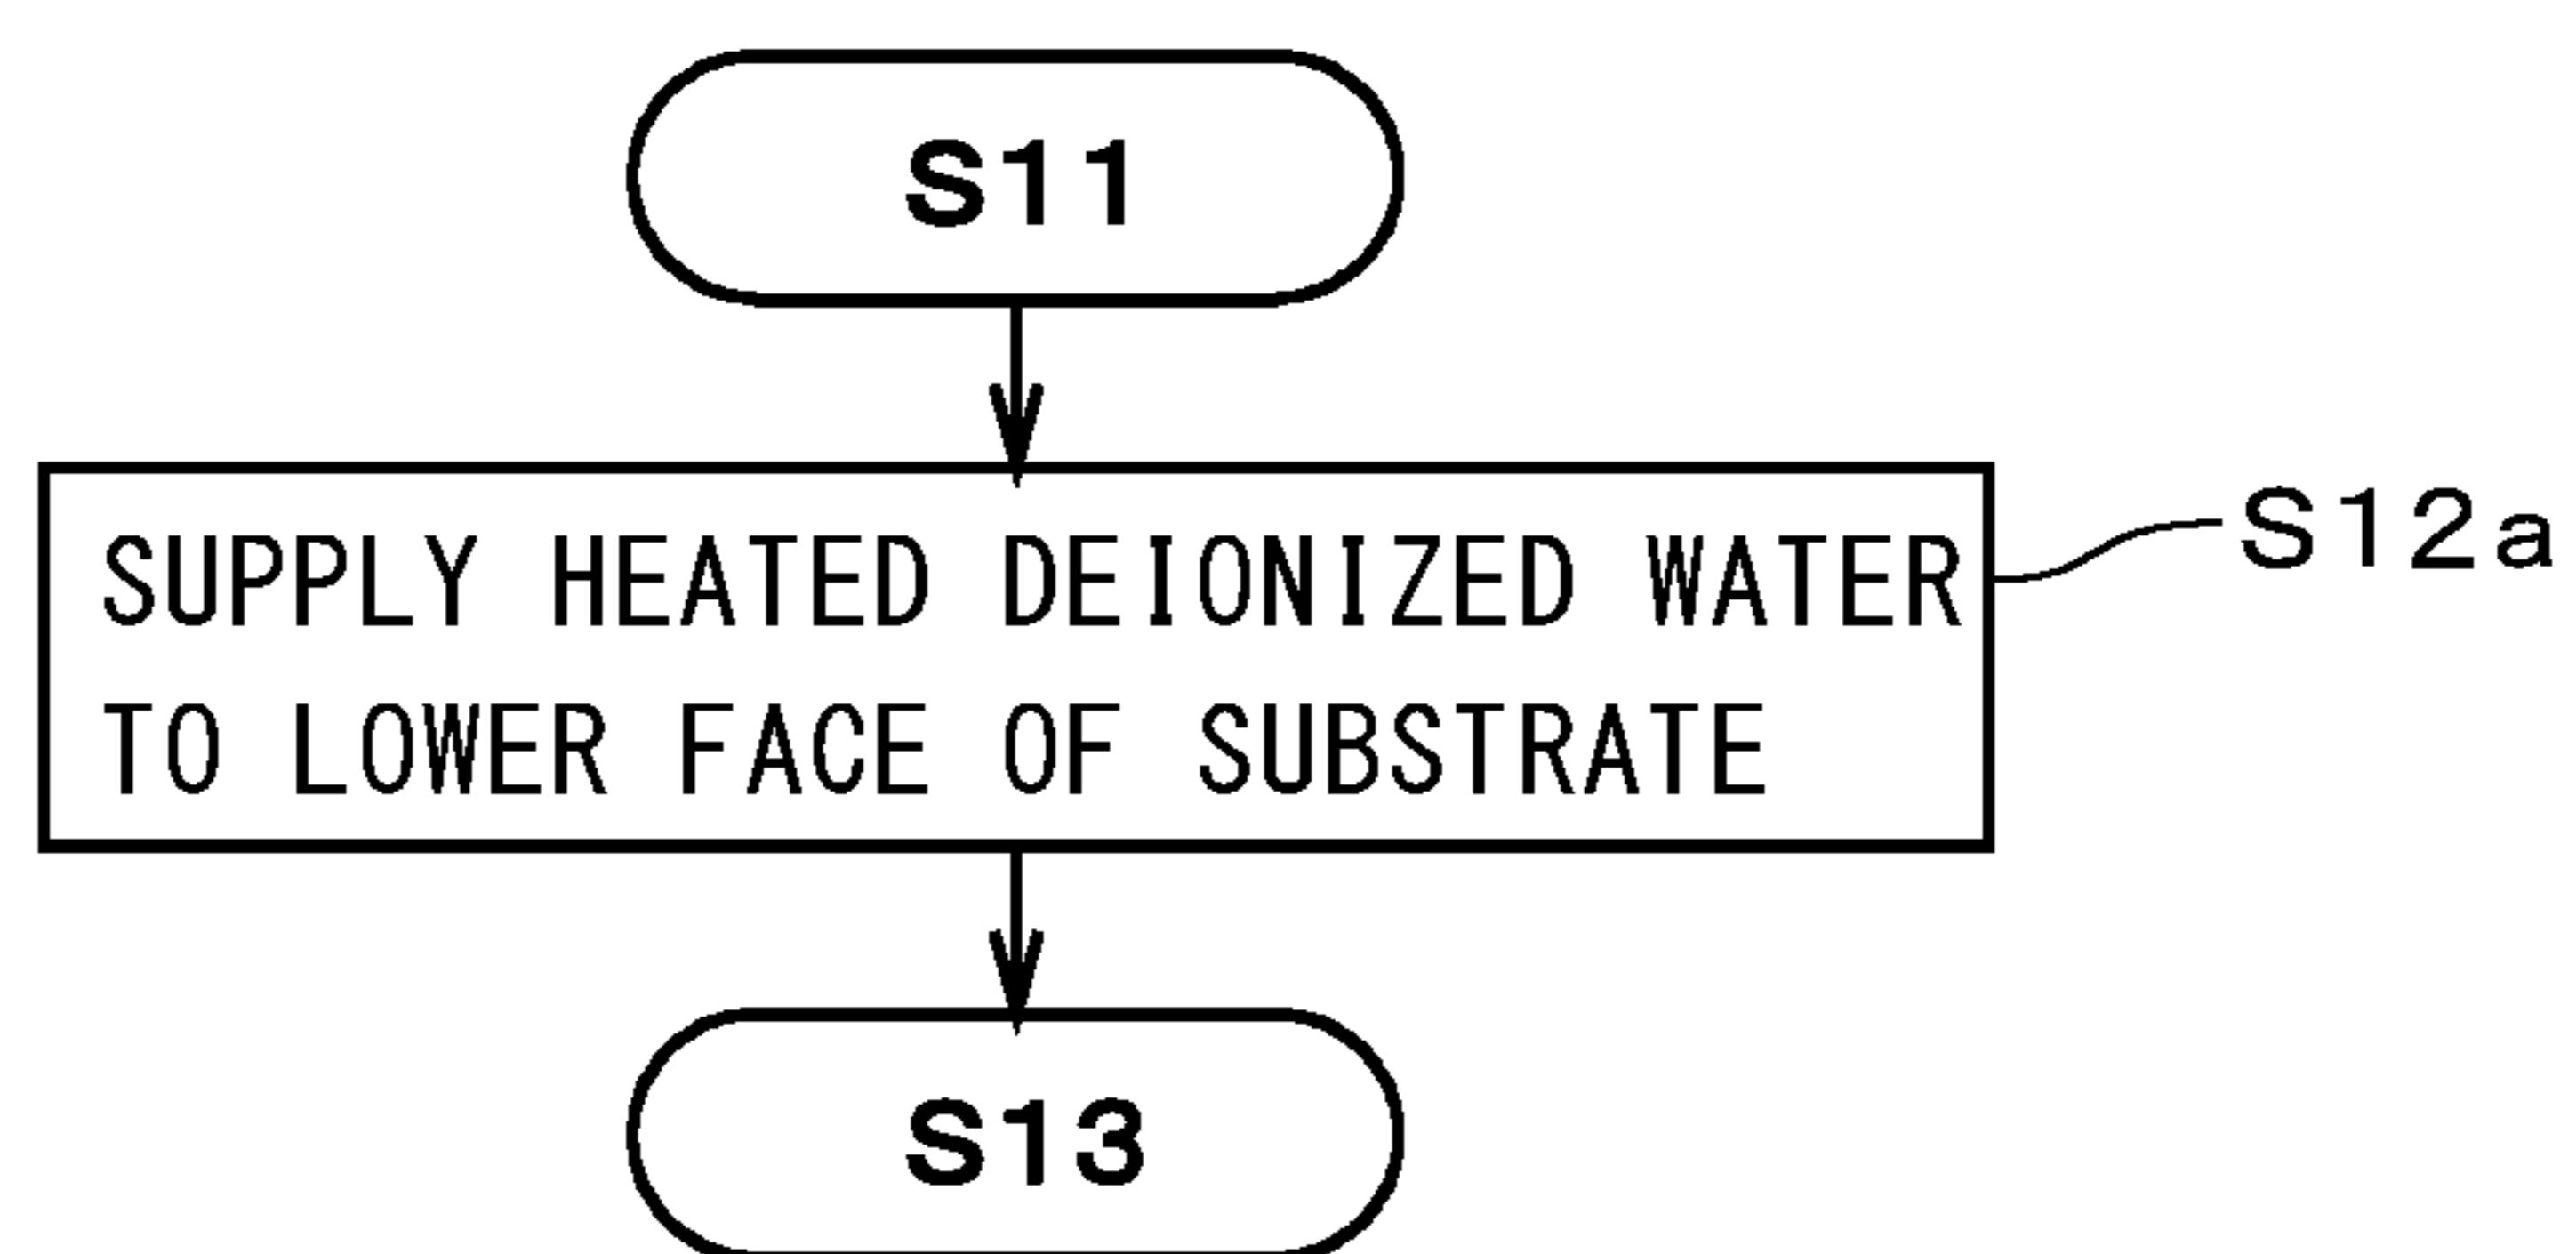 S11
SUPPLY HEATED DEIONIZED WATER
TO LOWER FACE OF SUBSTRATE
S12a
S13